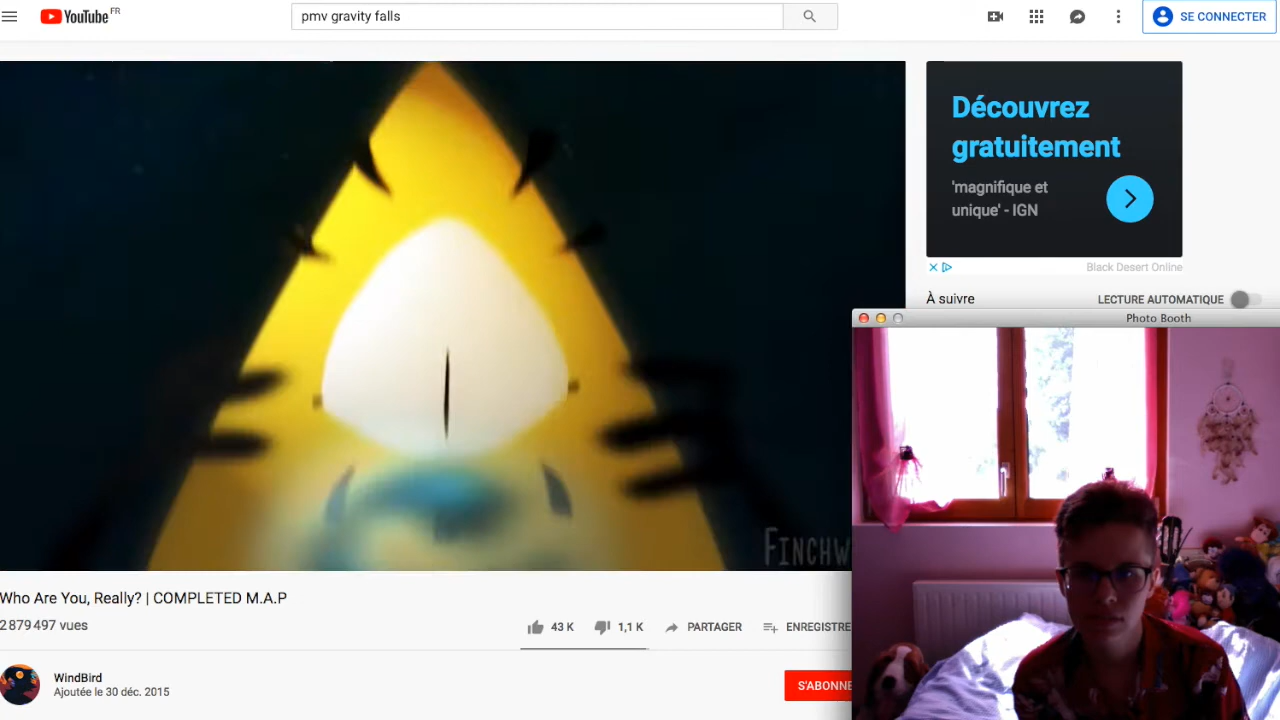 YouTube FR
pmv gravity falls
SE CONNECTER
Découvrez
gratuitement
'magnifique et
unique' - IGN
Black Desert Online
À suivre
LECTURE AUTOMATIQUE
Photo Booth
FINCHW
Who Are You, Really? | COMPLETED M.A.P
2 879 497 vues
43 K
1,1 K
PARTAGER
ENREGISTRE
WindBird
Ajoutée le 30 déc. 2015
S'ABONNE